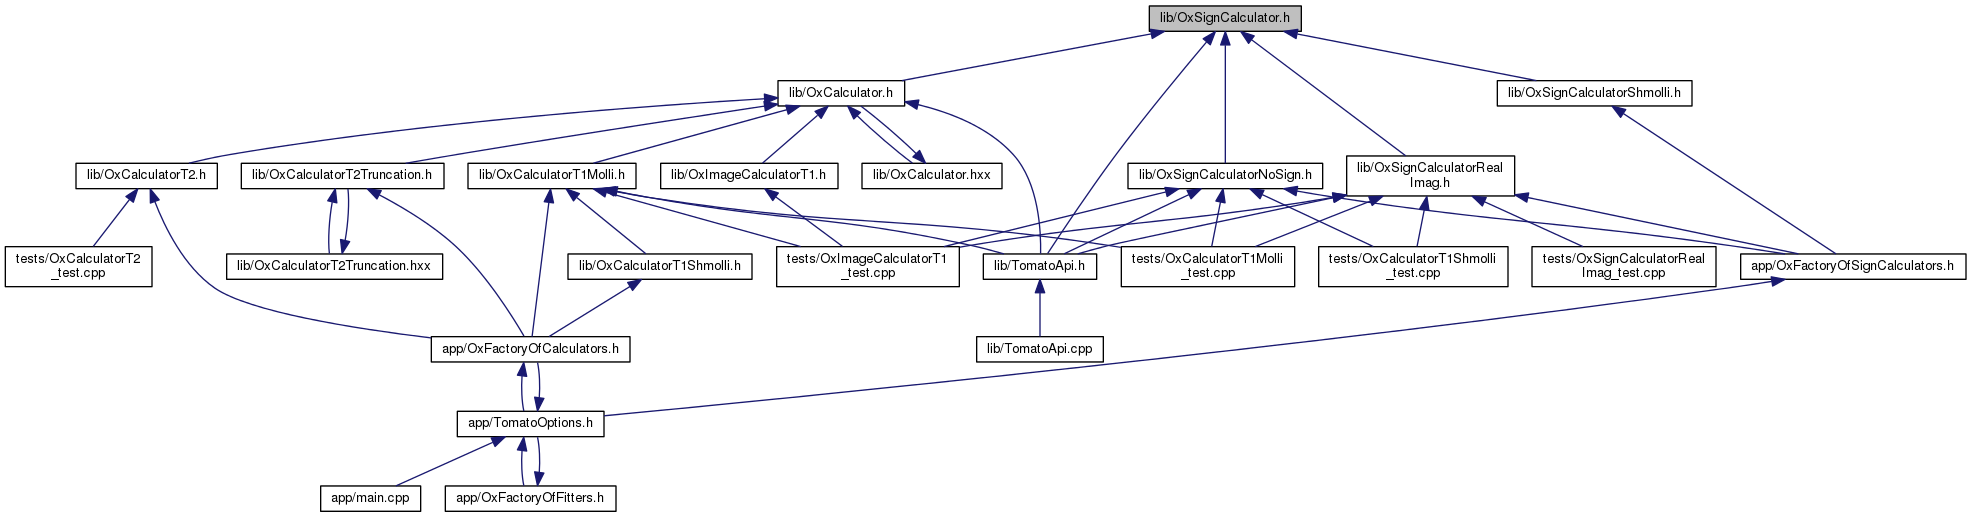 lib/OxSignCalculator.h
lib/OxCalculator.h
lib/OxSignCalculatorShmolli.h
lib/OxCalculatorT2.h
lib/OxCalculatorT2Truncation.h
lib/OxCalculatorT1Molli.h
lib/OxImageCalculatorT1.h
lib/OxCalculator.hxx
lib/OxSignCalculatorNoSign.h
lib/OxSignCalculatorReal
Imag.h
tests/OxCalculatorT2
_test.cpp
lib/OxCalculatorT2Truncation.hxx
lib/OxCalculatorT1Shmolli.h
tests/OxImageCalculatorT1
_test.cpp
lib/TomatoApi.h
tests/OxCalculatorT1Molli
_test.cpp
tests/OxCalculatorT1Shmolli
_test.cpp
tests/OxSignCalculatorReal
Imag_test.cpp
app/OxFactoryOfSignCalculators.h
app/OxFactoryOfCalculators.h
lib/TomatoApi.cpp
app/TomatoOptions.h
app/main.cpp
app/OxFactoryOfFitters.h